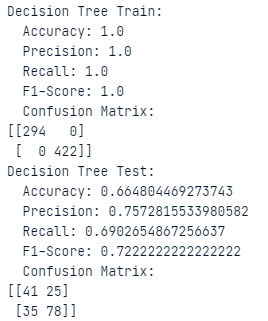 Decision Tree Train:
  Accuracy: 1.0
  Precision: 1.0
  Recall: 1.0
  F1-Score: 1.0
  Confusion Matrix:
[[294   0]
 [  0 422]]
Decision Tree Test:
  Accuracy: 0.664804469273743
  Precision: 0.7572815533980582
  Recall: 0.6902654867256637
  F1-Score: 0.7222222222222222
  Confusion Matrix:
[[41 25]
 [35 78]]